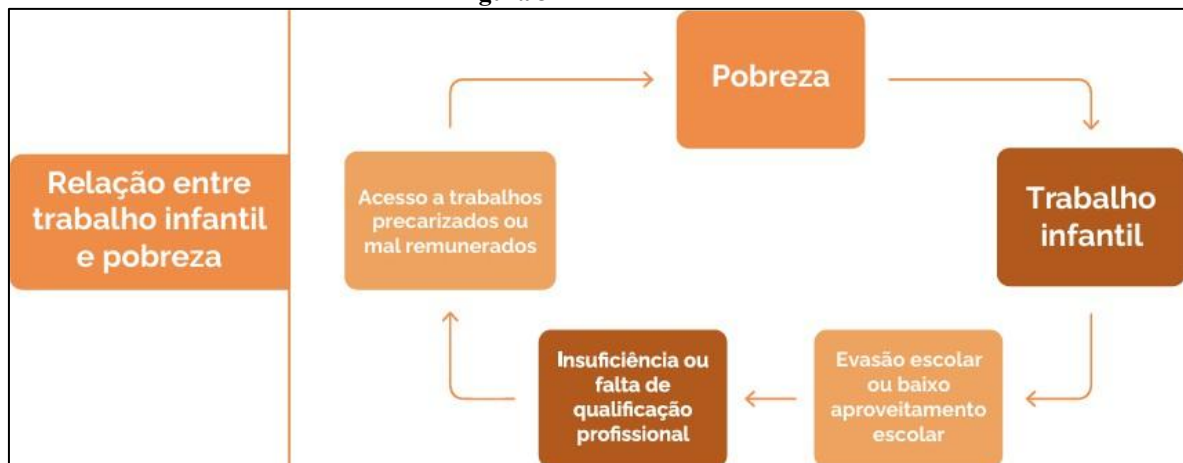 Relação entre
trabalho infantil
e pobreza
Pobreza
Trabalho
infantil
Evasão escolar
ou baixo
aproveitamento
escolar
Insuficiência ou
falta de
qualificação
profissional
Acesso a trabalhos
precarizados ou
mal remunerados